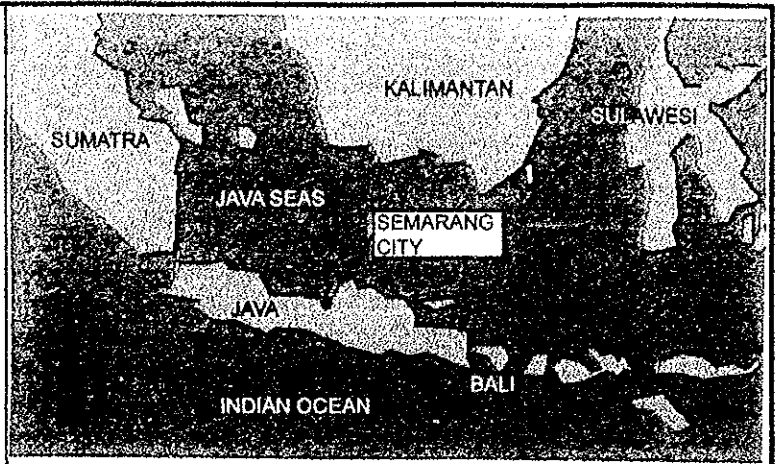 KALIMANTAN
SULAWESI
SUMATRA
JAVA SEAS
SEMARANG
CITY
JAVA
BALI
INDIAN OCEAN